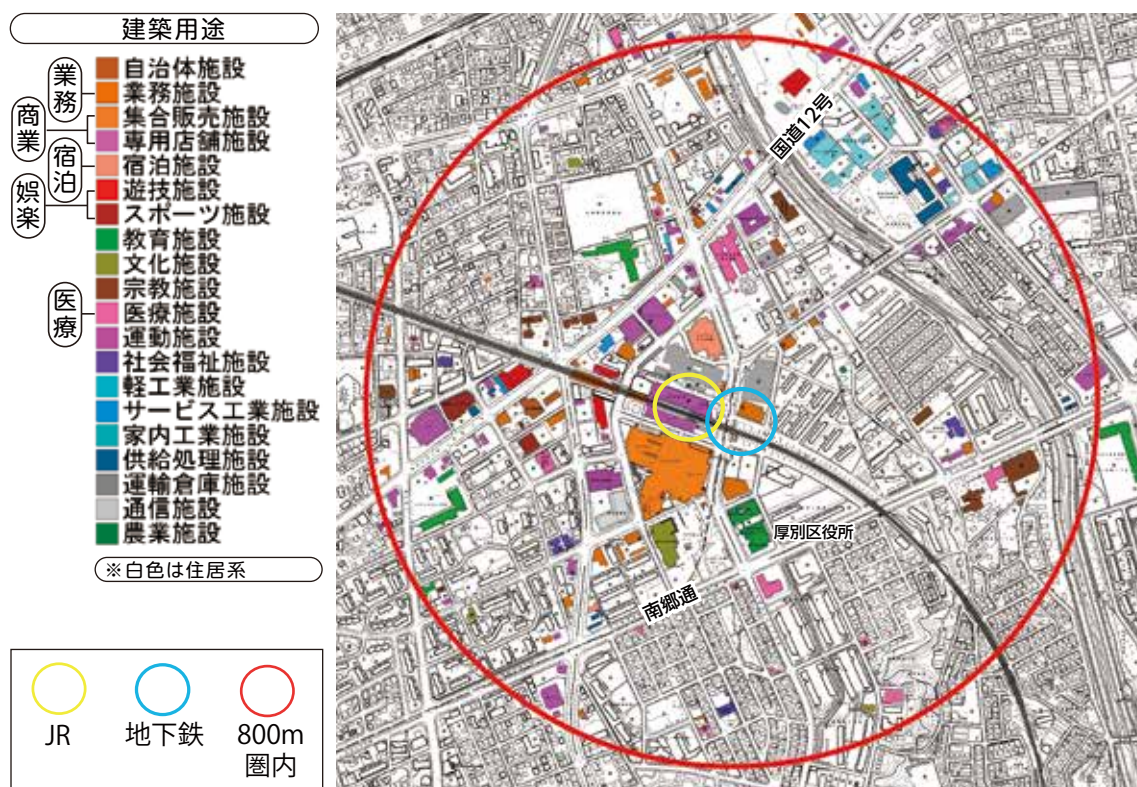 建築用途
業務
商業
宿泊
娯楽
医療
自治体施設
業務施設
集合販売施設
専用店舗施設
宿泊施設
遊技施設
スポーツ施設
教育施設
文化施設
宗教施設
医療施設
運動施設
社会福祉施設
軽工業施設
サービス工業施設
家内工業施設
供給処理施設
運輸倉庫施設
通信施設
農業施設
※白色は住居系
JR
地下鉄
800m
圏内
国道12号
厚別区役所
南郷通